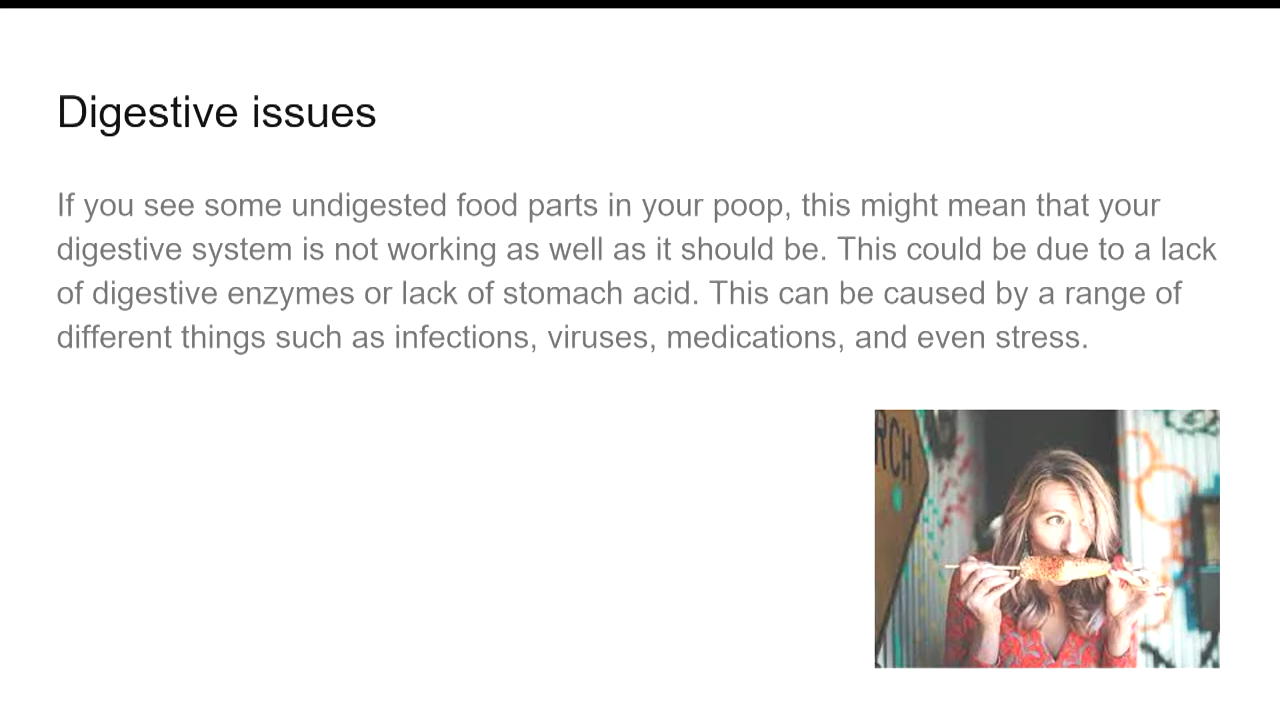 Digestive issues
If you see some undigested food parts in your poop, this might mean that your
digestive system is not working as well as it should be. This could be due to a lack
of digestive enzymes or lack of stomach acid. This can be caused by a range of
different things such as infections, viruses, medications, and even stress.
RCH